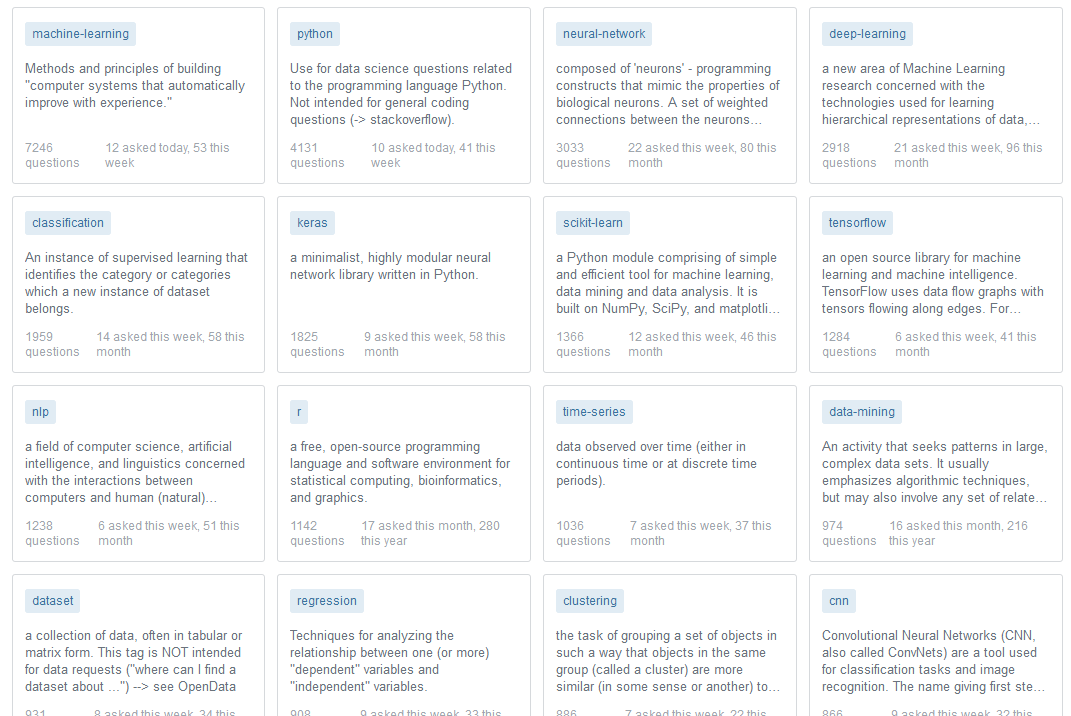 machine-learning
Methods and principles of building
"computer systems that automatically
improve with experience."
7246
questions
12 asked today, 53 this
week
python
Use for data science questions related
to the programming language Python.
Not intended for general coding
questions (-> stackoverflow).
4131
questions
10 asked today, 41 this
week
neural-network
composed of 'neurons' - programming
constructs that mimic the properties of
biological neurons. A set of weighted
connections between the neurons…
3033
questions
22 asked this week, 80 this
month
deep-learning
a new area of Machine Learning
research concerned with the
technologies used for learning
hierarchical representations of data,…
2918
questions
21 asked this week, 96 this
month
classification
An instance of supervised learning that
identifies the category or categories
which a new instance of dataset
belongs.
1959
questions
14 asked this week, 58 this
month
keras
a minimalist, highly modular neural
network library written in Python.
1825
questions
9 asked this week, 58 this
month
scikit-learn
a Python module comprising of simple
and efficient tool for machine learning,
data mining and data analysis. It is
built on NumPy, SciPy, and matplotli…
1366
questions
12 asked this week, 46 this
month
tensorflow
an open source library for machine
learning and machine intelligence.
TensorFlow uses data flow graphs with
tensors flowing along edges. For…
1284
questions
6 asked this week, 41 this
month
nlp
a field of computer science, artificial
intelligence, and linguistics concerned
with the interactions between
computers and human (natural)…
1238
questions
6 asked this week, 51 this
month
r
a free, open-source programming
language and software environment for
statistical computing, bioinformatics,
and graphics.
1142
questions
17 asked this month, 280
this year
time-series
data observed over time (either in
continuous time or at discrete time
periods).
1036
questions
7 asked this week, 37 this
month
data-mining
An activity that seeks patterns in large,
complex data sets. It usually
emphasizes algorithmic techniques,
but may also involve any set of relate…
974
questions
16 asked this month, 216
this year
dataset
a collection of data, often in tabular or
matrix form. This tag is NOT intended
for data requests ("where can I find a
dataset about ...") --> see OpenData
931
8 asked this week, 34 this
regression
Techniques for analyzing the
relationship between one (or more)
"dependent" variables and
"independent" variables.
908
9 asked this week, 33 this
clustering
the task of grouping a set of objects in
such a way that objects in the same
group (called a cluster) are more
similar (in some sense or another) to…
886
7 asked this week, 22 this
cnn
Convolutional Neural Networks (CNN,
also called ConvNets) are a tool used
for classification tasks and image
recognition. The name giving first ste…
866
9 asked this week, 32 this